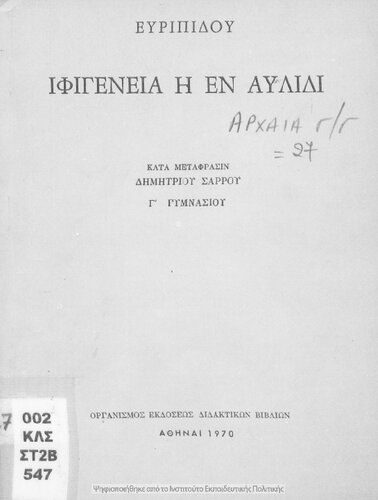 ΕΥΡΙΠΙΔΟΥ
ΙΦΙΓΕΝΕΙΑ Η ΕΝ ΑΥΛΙΔΙ
ΑΡΧΑΙΑ Γ/Γ
= 27
ΚΑΤΑ ΜΕΤΑΦΡΑΣΙΝ
ΔΗΜΗΤΡΙΟΥ ΣΑΡΡΟΥ
Γ' ΓΥΜΝΑΣΙΟΥ
002
ΚΛΣ
ΣΤ2Β
547
ΟΡΓΑΝΙΣΜΟΣ ΕΚΔΟΣΕΩΣ ΔΙΔΑΚΤΙΚΩΝ ΒΙΒΛΙΩΝ
ΑΘΗΝΑΙ 1970
Ψηφιοποιήθηκε από το Ινστιτούτο Εκπαιδευτικής Πολιτικής